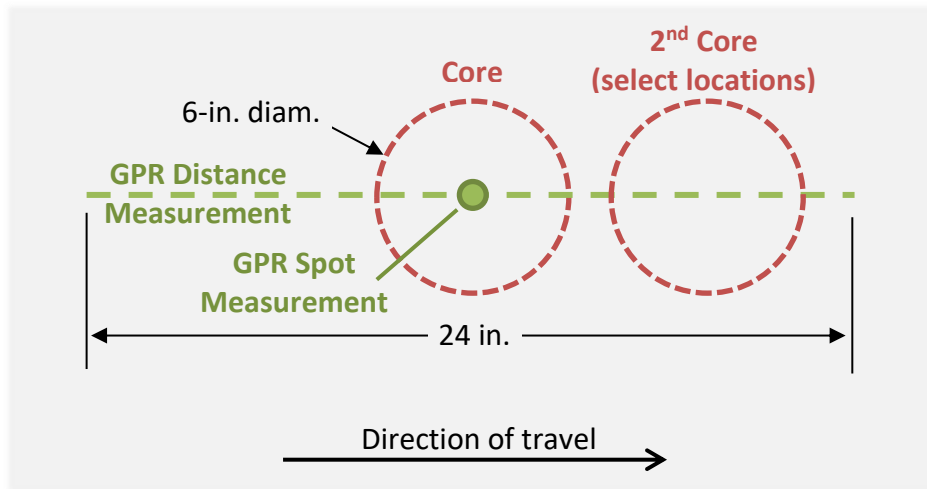 2nd Core
(select locations)
Core
6-in. diam.
GPR Distance
Measurement
GPR Spot
Measurement
24 in.
Direction of travel